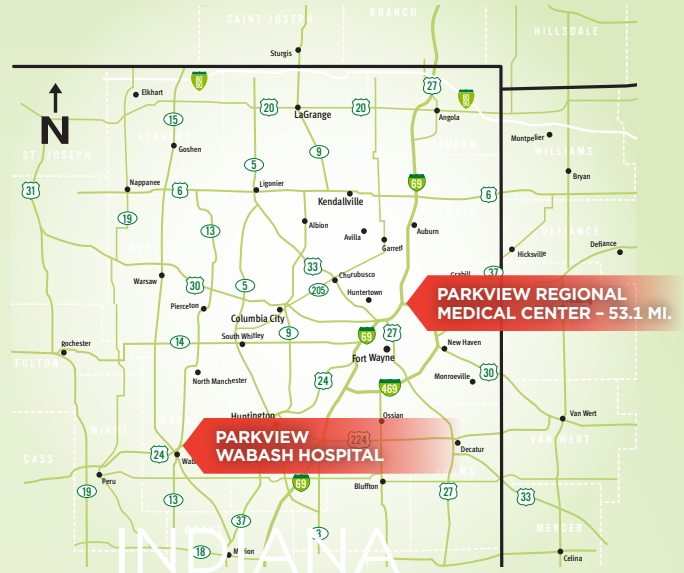 SAINT JOSEPH
BRANCH
HILLSDALE
Sturgis
80
90
27
80
90
Elkhart
20
20
LaGrange
Angola
N
15
Montpelier
ELKHART
STEUBEN
Goshen
9
ST. JOSEPH
WILLIAMS
5
Bryan
31
Nappanee
6
Ligonier
69
6
Kendallville
19
13
Albion
Avilla
Auburn
DEFIANCE
Garrett
Hicksville
Defiance
33
Churubusco
37
Warsaw
30
5
205
Huntertown
PARKVIEW REGIONAL
MEDICAL CENTER – 53.1 MI.
Pierceton
Columbia City
9
69
27
14
South Whitley
New Haven
Rochester
Fort Wayne
FULTON
North Manchester
24
469
Monroeville
30
Huntington
Ossian
Van Wert
MIAMI
PARKVIEW
WABASH HOSPITAL
224
VAN WERT
24
Decatur
CASS
Peru
69
Bluffton
19
13
27
33
37
3
MERCER
INDIANA
18
Marion
Celina